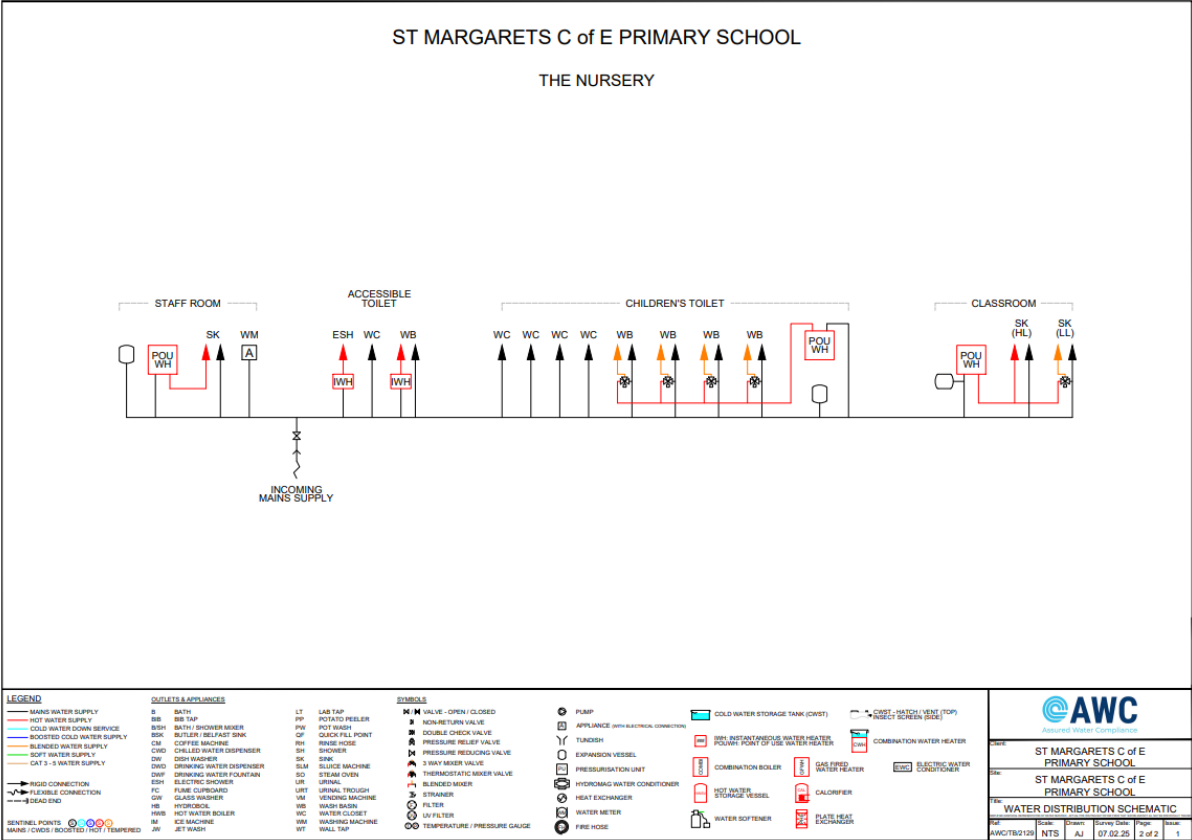 ST MARGARETS C of E PRIMARY SCHOOL
THE NURSERY
STAFF ROOM
ACCESSIBLE
TOILET
CHILDREN'S TOILET
CLASSROOM
SK WM
ESH WC WB
WC WC WC WC WB WB WB WB
SK
(HL)
SK
(LL)
POU
WH
A
IWH
IWH
POU
WH
POU
WH
INCOMING
MAINS SUPPLY
LEGEND
MAINS WATER SUPPLY
HOT WATER SUPPLY
COLD WATER DOWN SERVICE
BOOSTED COLD WATER SUPPLY
BLENDED WATER SUPPLY
SOFT WATER SUPPLY
CAT 3 - 5 WATER SUPPLY
RIGID CONNECTION
FLEXIBLE CONNECTION
DEAD END
SENTINEL POINTS
MAINS / CWDS / BOOSTED / HOT / TEMPERED
OUTLETS & APPLIANCES
B BATH
BIB BIB TAP
B/SH BATH / SHOWER MIXER
BSK BUTLER / BELFAST SINK
CM COFFEE MACHINE
CWD CHILLED WATER DISPENSER
DW DISH WASHER
DWD DRINKING WATER DISPENSER
DWF DRINKING WATER FOUNTAIN
ESH ELECTRIC SHOWER
FC FUME CUPBOARD
GW GLASS WASHER
HB HYDROBOIL
HWB HOT WATER BOILER
IM ICE MACHINE
JW JET WASH
LT LAB TAP
PP POTATO PEELER
PW POT WASH
QF QUICK FILL POINT
RH RINSE HOSE
SH SHOWER
SK SINK
SLM SLUICE MACHINE
SO STEAM OVEN
UR URINAL
URT URINAL TROUGH
VM VENDING MACHINE
WB WASH BASIN
WC WATER CLOSET
WM WASHING MACHINE
WT WALL TAP
SYMBOLS
VALVE - OPEN / CLOSED
NON-RETURN VALVE
DOUBLE CHECK VALVE
PRESSURE RELIEF VALVE
PRESSURE REDUCING VALVE
3 WAY MIXER VALVE
THERMOSTATIC MIXER VALVE
BLENDED MIXER
STRAINER
FILTER
UV FILTER
TEMPERATURE / PRESSURE GAUGE
PUMP
A APPLIANCE (WITH ELECTRICAL CONNECTION)
TUNDISH
EXPANSION VESSEL
PRESSURISATION UNIT
HYDROMAG WATER CONDITIONER
HEAT EXCHANGER
WATER METER
FIRE HOSE
COLD WATER STORAGE TANK (CWST)
IWH: INSTANTANEOUS WATER HEATER
POUWH: POINT OF USE WATER HEATER
COMBINATION BOILER
HOT WATER
STORAGE VESSEL
WATER SOFTENER
GAS FIRED
WATER HEATER
CALORIFIER
PLATE HEAT
EXCHANGER
CWST - HATCH / VENT (TOP)
INSECT SCREEN (SIDE)
CWH COMBINATION WATER HEATER
EWC ELECTRIC WATER
CONDITIONER
AWC
Assured Water Compliance
Client:
ST MARGARETS C of E
PRIMARY SCHOOL
Site:
ST MARGARETS C of E
PRIMARY SCHOOL
Title:
WATER DISTRIBUTION SCHEMATIC
Ref: Scale: Drawn: Survey Date: Page: Issue:
AWC/TB/2129 NTS AJ 07.02.25 2 of 2 1